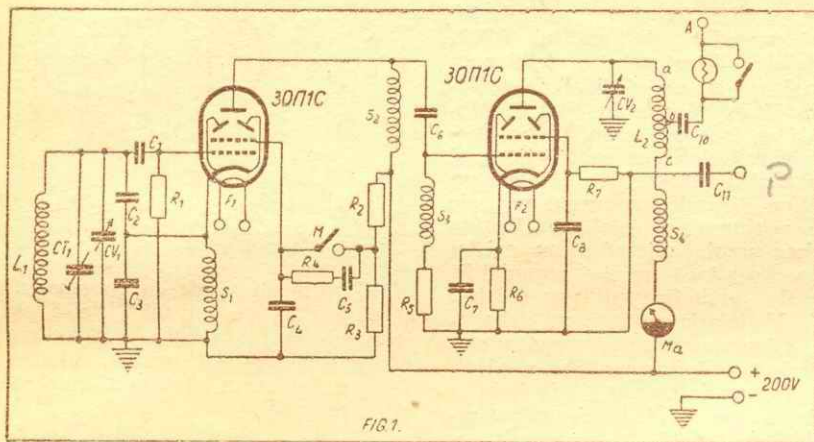 A
30П1С
30П1С
a
S2
CV2
C6
b
L2
C10
C1
c
R1
F1
R7
C11
P
C2
R2
S3
F2
M
C8
S4
L1
CT1
CV1
R4
C3
S1
C5
C4
R3
R5
C7
R6
Ma
+
200V
-
FIG.1.